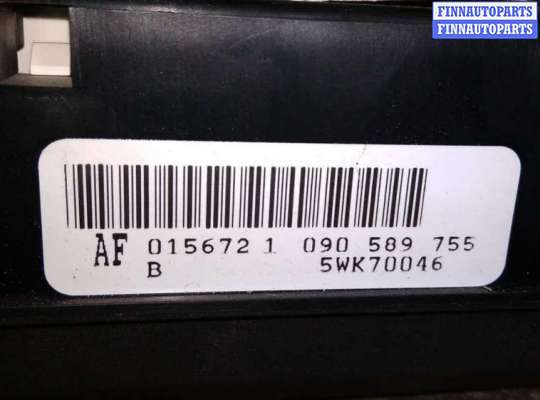 FINNAUTOPARTS
FINNAUTOPARTS
AF 015672 1 090 589 755
B 5WK70046